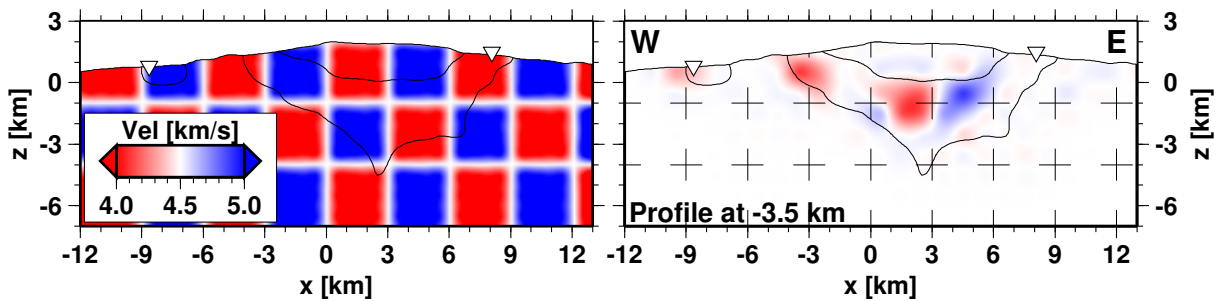 3
0
-3
-6
z [km]
Vel [km/s]
4.0 4.5 5.0
-12 -9 -6 -3 0 3 6 9 12
x [km]
W E
Profile at -3.5 km
-12 -9 -6 -3 0 3 6 9 12
x [km]
3
0
-3
-6
z [km]